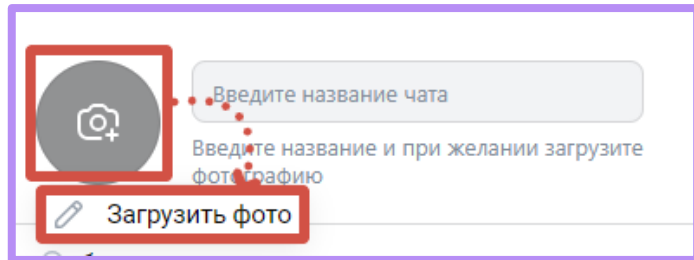 Введите название чата
Введите название и при желании загрузите
фотографию
Загрузить фото